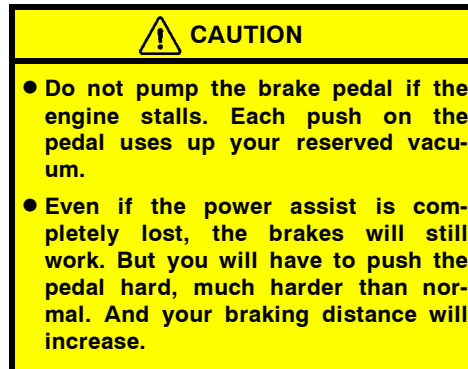 CAUTION
● Do not pump the brake pedal if the
engine stalls. Each push on the
pedal uses up your reserved vacu-
um.
● Even if the power assist is com-
pletely lost, the brakes will still
work. But you will have to push the
pedal hard, much harder than nor-
mal. And your braking distance will
increase.